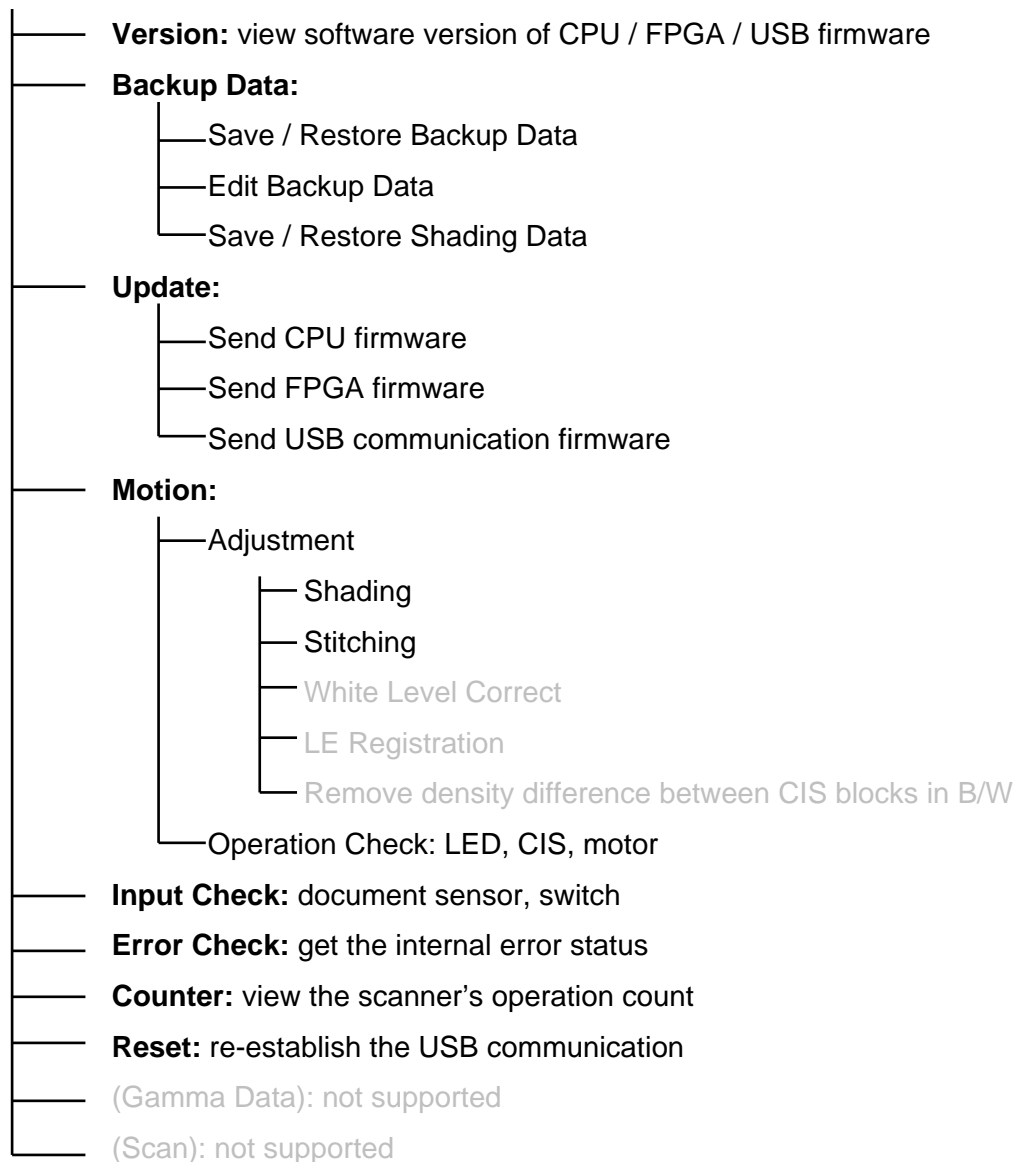 Version: view software version of CPU / FPGA / USB firmware
Backup Data:
Save / Restore Backup Data
Edit Backup Data
Save / Restore Shading Data
Update:
Send CPU firmware
Send FPGA firmware
Send USB communication firmware
Motion:
Adjustment
Shading
Stitching
White Level Correct
LE Registration
Remove density difference between CIS blocks in B/W
Operation Check: LED, CIS, motor
Input Check: document sensor, switch
Error Check: get the internal error status
Counter: view the scanner’s operation count
Reset: re-establish the USB communication
(Gamma Data): not supported
(Scan): not supported